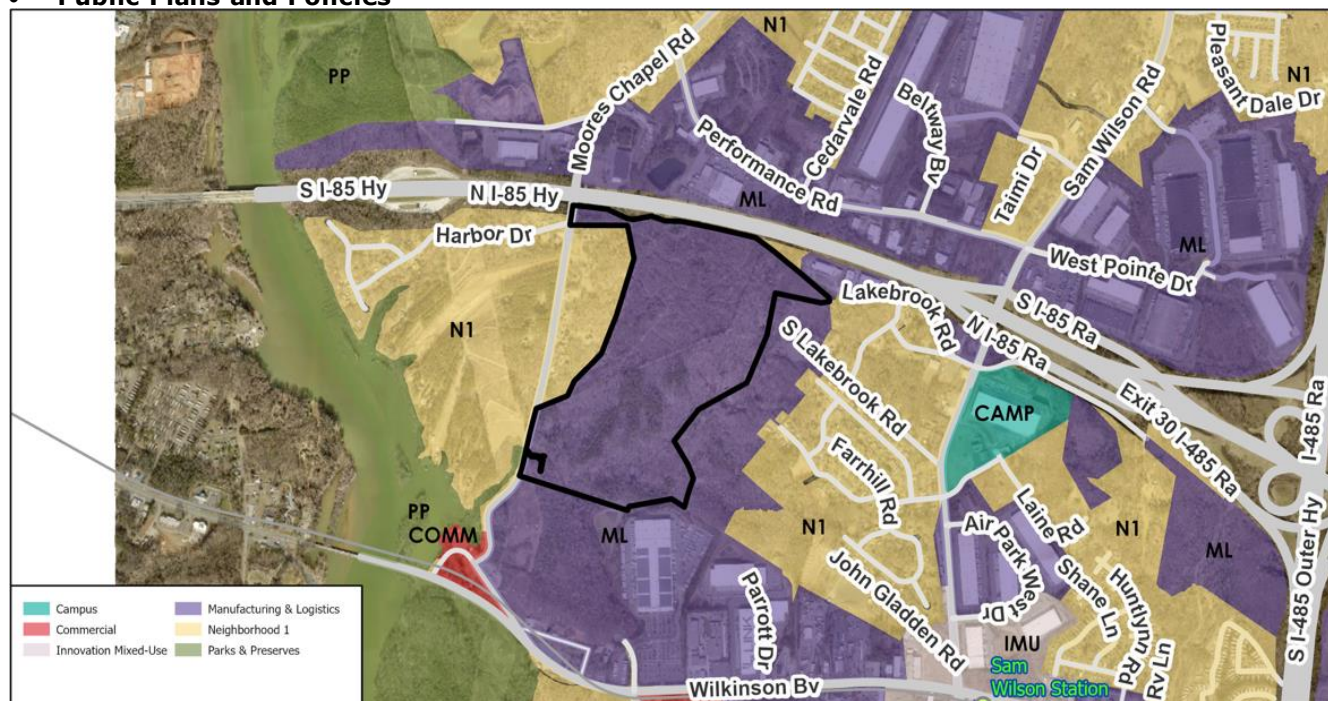 • Public Plans and Policies
PP
Moores Chapel Rd
N1
Cedarvale Rd
Beltway Bv
Sam Wilson Rd
Pleasant Dale Dr
N1
Performance Rd
Taimi Dr
S I-85 Hy
N I-85 Hy
ML
ML
West Pointe Dr
Harbor Dr
Lakebrook Rd
S I-85 Ra
N I-85 Ra
N1
S Lakebrook Rd
CAMP
Exit 30 I-485 Ra
I-485 Ra
Farrhill Rd
PP
COMM
ML
N1
Laine Rd
N1
ML
Air Park West Dr
Shane Ln
Parrott Dr
John Gladden Rd
Huntlynn Rd
Rv Ln
S I-485 Outer Hy
IMU
Sam
Wilson Station
Wilkinson Bv
Campus
Commercial
Innovation Mixed-Use
Manufacturing & Logistics
Neighborhood 1
Parks & Preserves